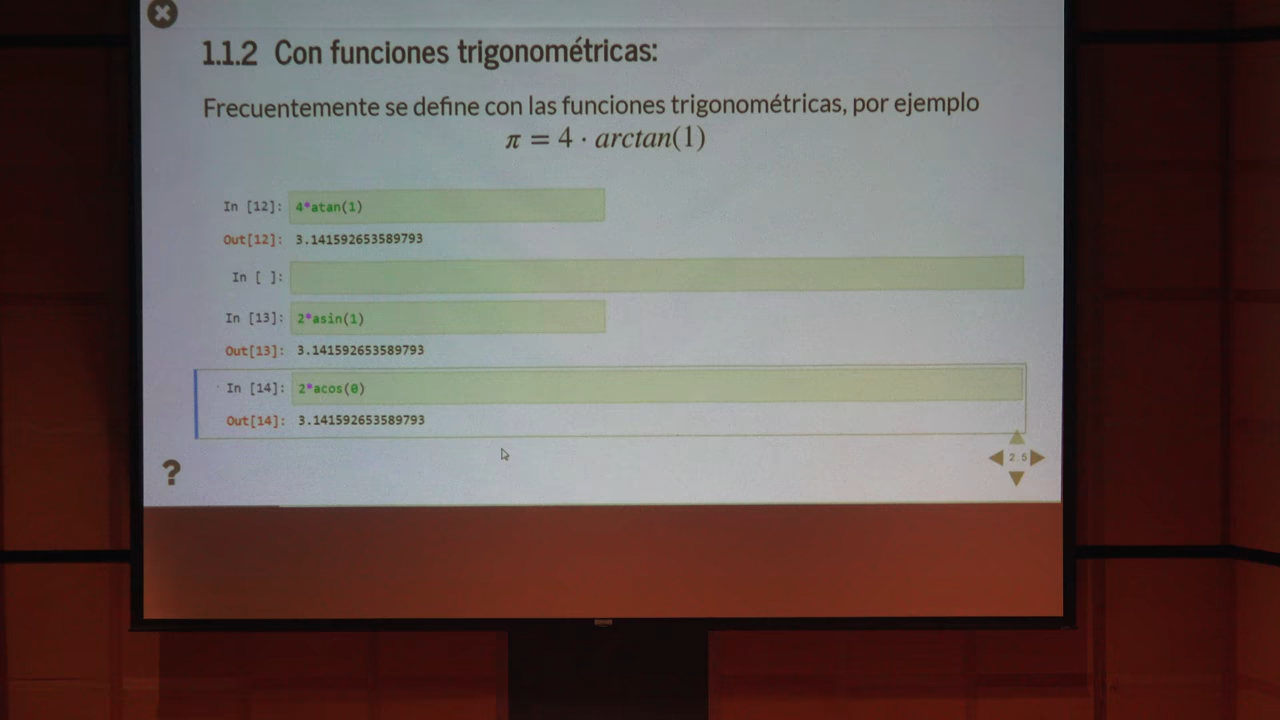 1.1.2 Con funciones trigonométricas:
Frecuentemente se define con las funciones trigonométricas, por ejemplo
π = 4 · arctan(1)
In [12]: 4*atan(1)
Out[12]: 3.141592653589793
In [ ]:
In [13]: 2*asin(1)
Out[13]: 3.141592653589793
In [14]: 2*acos(0)
Out[14]: 3.141592653589793
?
2.5